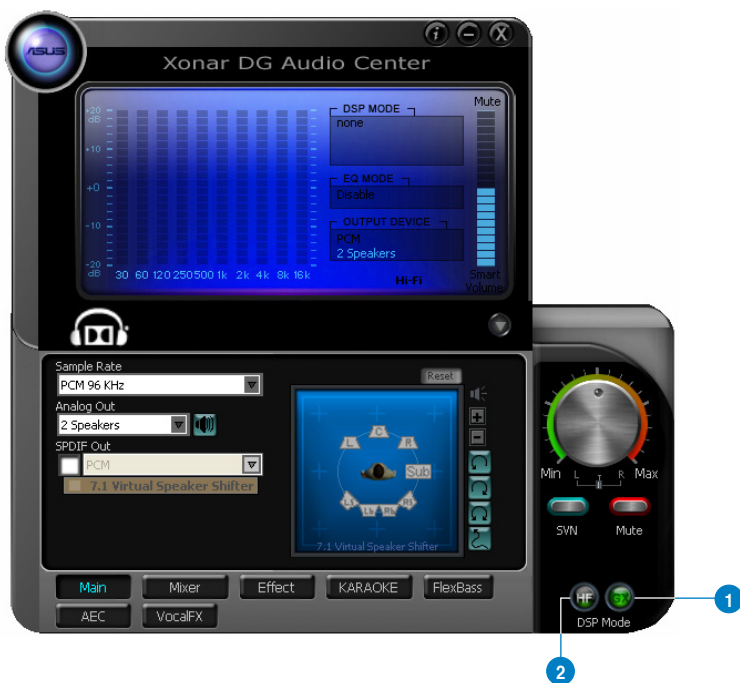 ASUS
Xonar DG Audio Center
+20
dB
+10
+0
-10
-20
dB
30 60 120 250 500 1k 2k 4k 8k 16k
DSP MODE
none
EQ MODE
Disable
OUTPUT DEVICE
PCM
2 Speakers
Hi-Fi
Mute
Smart
Volume
Sample Rate
PCM 96 KHz
Analog Out
2 Speakers
SPDIF Out
PCM
7.1 Virtual Speaker Shifter
Reset
L C R
Sub
Ls Lb Rb Rs
7.1 Virtual Speaker Shifter
Min L T R Max
SVN Mute
HF GX
DSP Mode
Main Mixer Effect KARAOKE FlexBass
AEC VocalFX
1
2